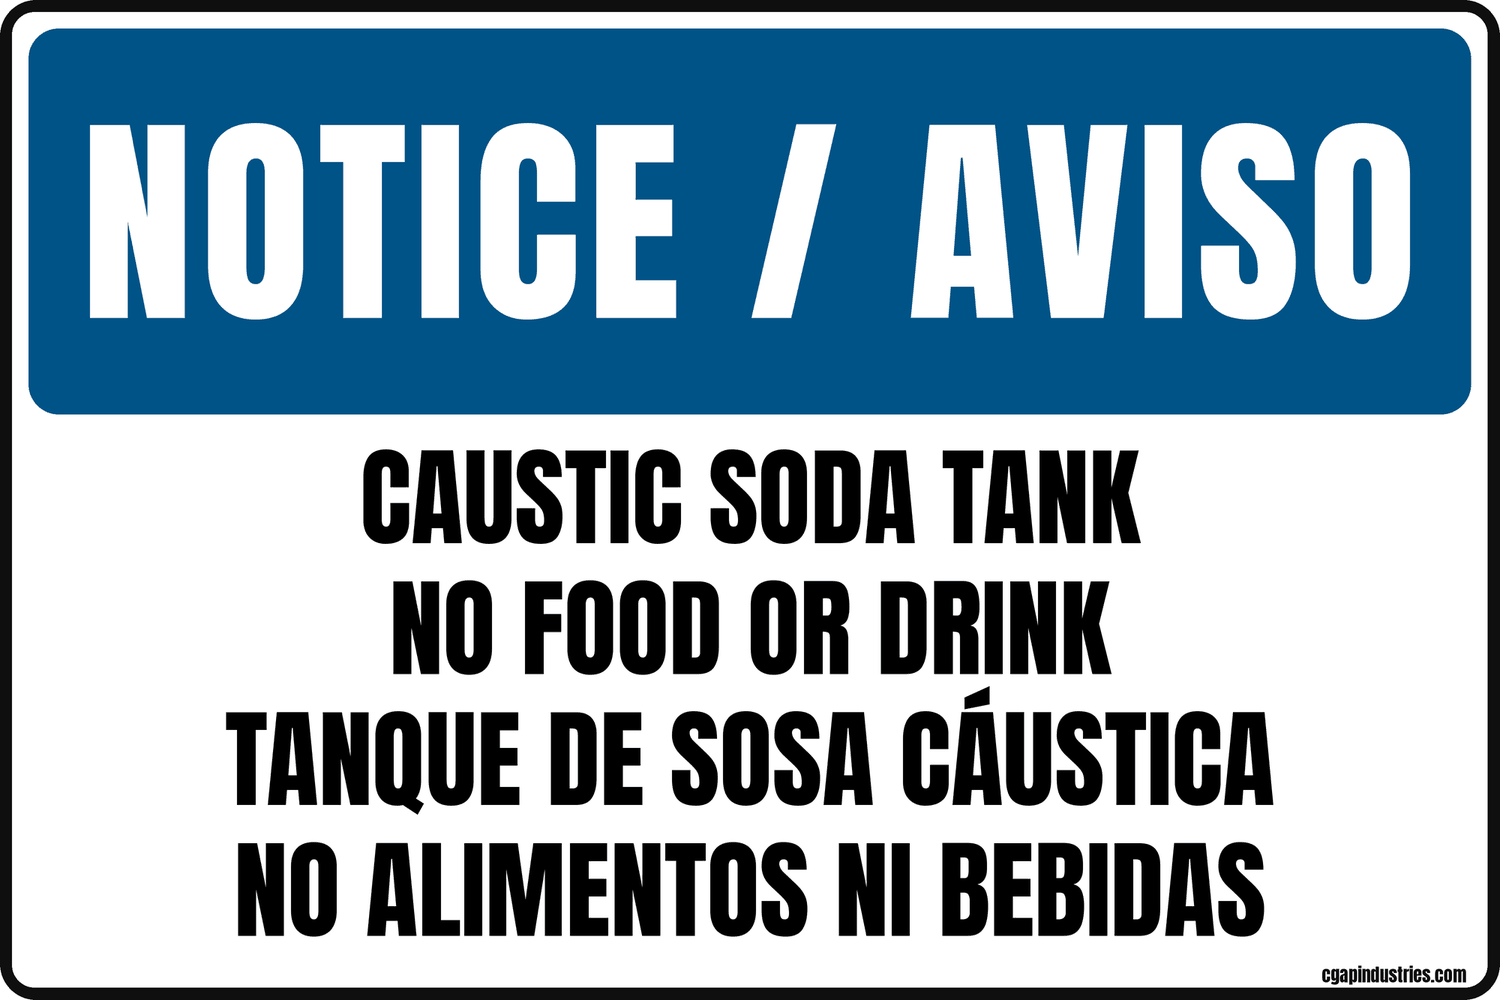 NOTICE / AVISO
CAUSTIC SODA TANK
NO FOOD OR DRINK
TANQUE DE SOSA CÁUSTICA
NO ALIMENTOS NI BEBIDAS
cgapindustries.com